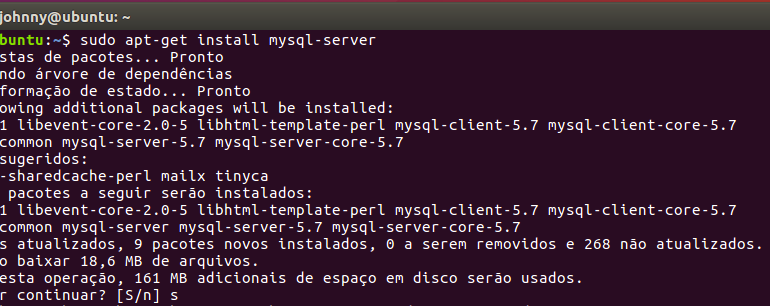 johnny@ubuntu: ~
buntu:~$ sudo apt-get install mysql-server
stas de pacotes... Pronto
ndo árvore de dependências
formação de estado... Pronto
owing additional packages will be installed:
1 libevent-core-2.0-5 libhtml-template-perl mysql-client-5.7 mysql-client-core-5.7
common mysql-server-5.7 mysql-server-core-5.7
sugeridos:
-sharedcache-perl mailx tinyca
pacotes a seguir serão instalados:
1 libevent-core-2.0-5 libhtml-template-perl mysql-client-5.7 mysql-client-core-5.7
common mysql-server mysql-server-5.7 mysql-server-core-5.7
s atualizados, 9 pacotes novos instalados, 0 a serem removidos e 268 não atualizados.
o baixar 18,6 MB de arquivos.
esta operação, 161 MB adicionais de espaço em disco serão usados.
r continuar? [S/n] s